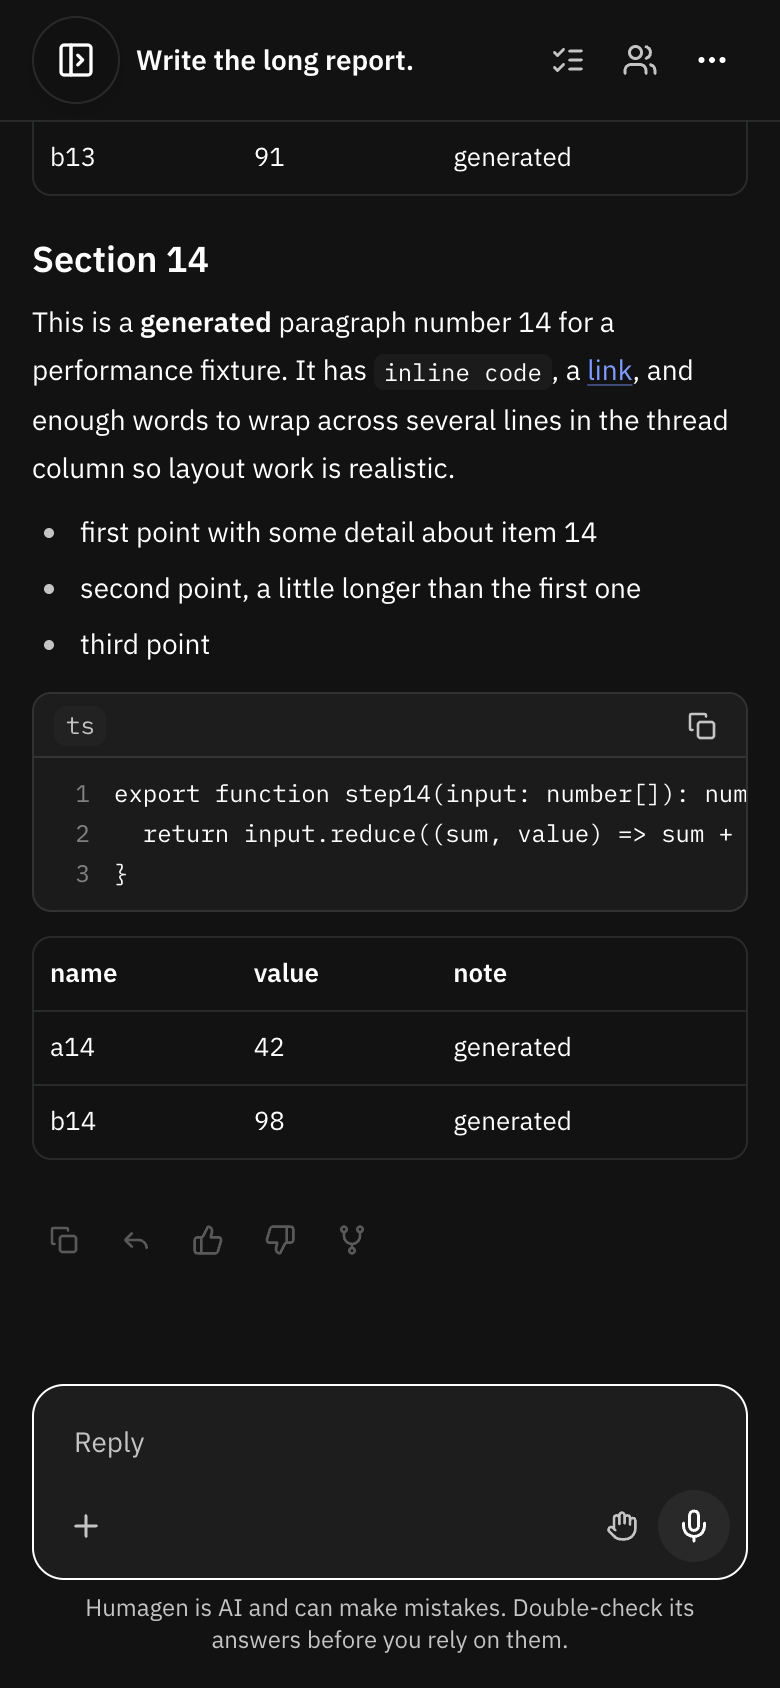 Write the long report.
b13 91 generated
Section 14
This is a generated paragraph number 14 for a
performance fixture. It has inline code, a link, and
enough words to wrap across several lines in the thread
column so layout work is realistic.
• first point with some detail about item 14
• second point, a little longer than the first one
• third point
ts
1 export function step14(input: number[]): num
2   return input.reduce((sum, value) => sum +
3 }
name value note
a14 42 generated
b14 98 generated
Reply
Humagen is AI and can make mistakes. Double-check its
answers before you rely on them.